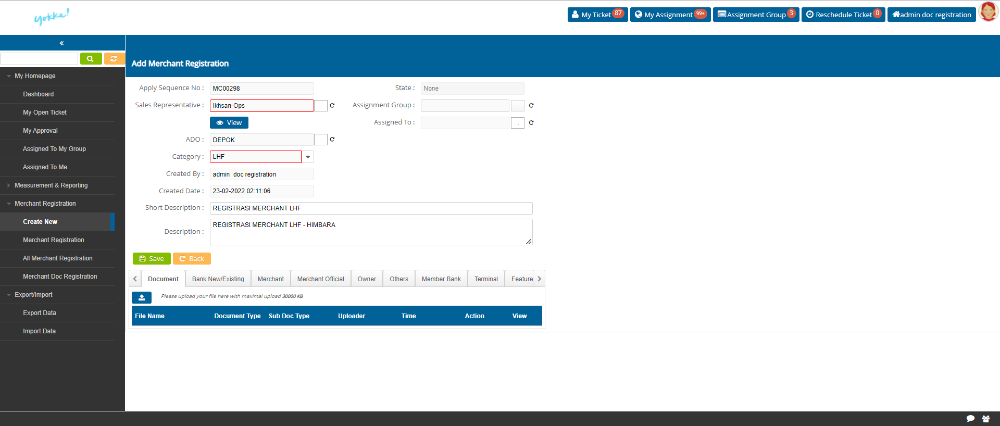 yokke!
My Ticket 87
My Assignment 99+
Assignment Group 3
Reschedule Ticket 0
admin doc registration
«
My Homepage
Dashboard
My Open Ticket
My Approval
Assigned To My Group
Assigned To Me
Measurement & Reporting
Merchant Registration
Create New
Merchant Registration
All Merchant Registration
Merchant Doc Registration
Export/Import
Export Data
Import Data
Add Merchant Registration
Apply Sequence No : MC00298
State : None
Sales Representative : Ikhsan-Ops
Assignment Group :
View
Assigned To :
ADO : DEPOK
Category : LHF
Created By : admin doc registration
Created Date : 23-02-2022 02:11:06
Short Description : REGISTRASI MERCHANT LHF
Description : REGISTRASI MERCHANT LHF - HIMBARA
Save
Back
Document
Bank New/Existing
Merchant
Merchant Official
Owner
Others
Member Bank
Terminal
Feature
Please upload your file here with maximal upload 30000 KB
File Name
Document Type
Sub Doc Type
Uploader
Time
Action
View